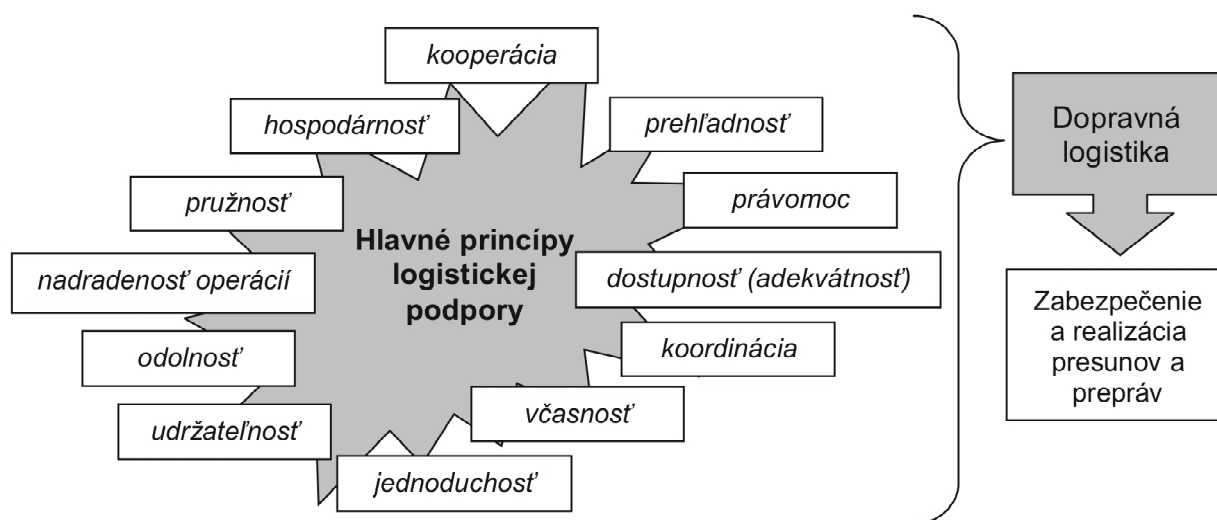 kooperácia
hospodárnosť
prehľadnosť
pružnosť
právomoc
Hlavné princípy
logistickej
podpory
nadradenosť operácií
dostupnosť (adekvátnosť)
odolnosť
koordinácia
udržateľnosť
včasnosť
jednoduchosť
Dopravná
logistika
Zabezpečenie
a realizácia
presunov a
prepráv